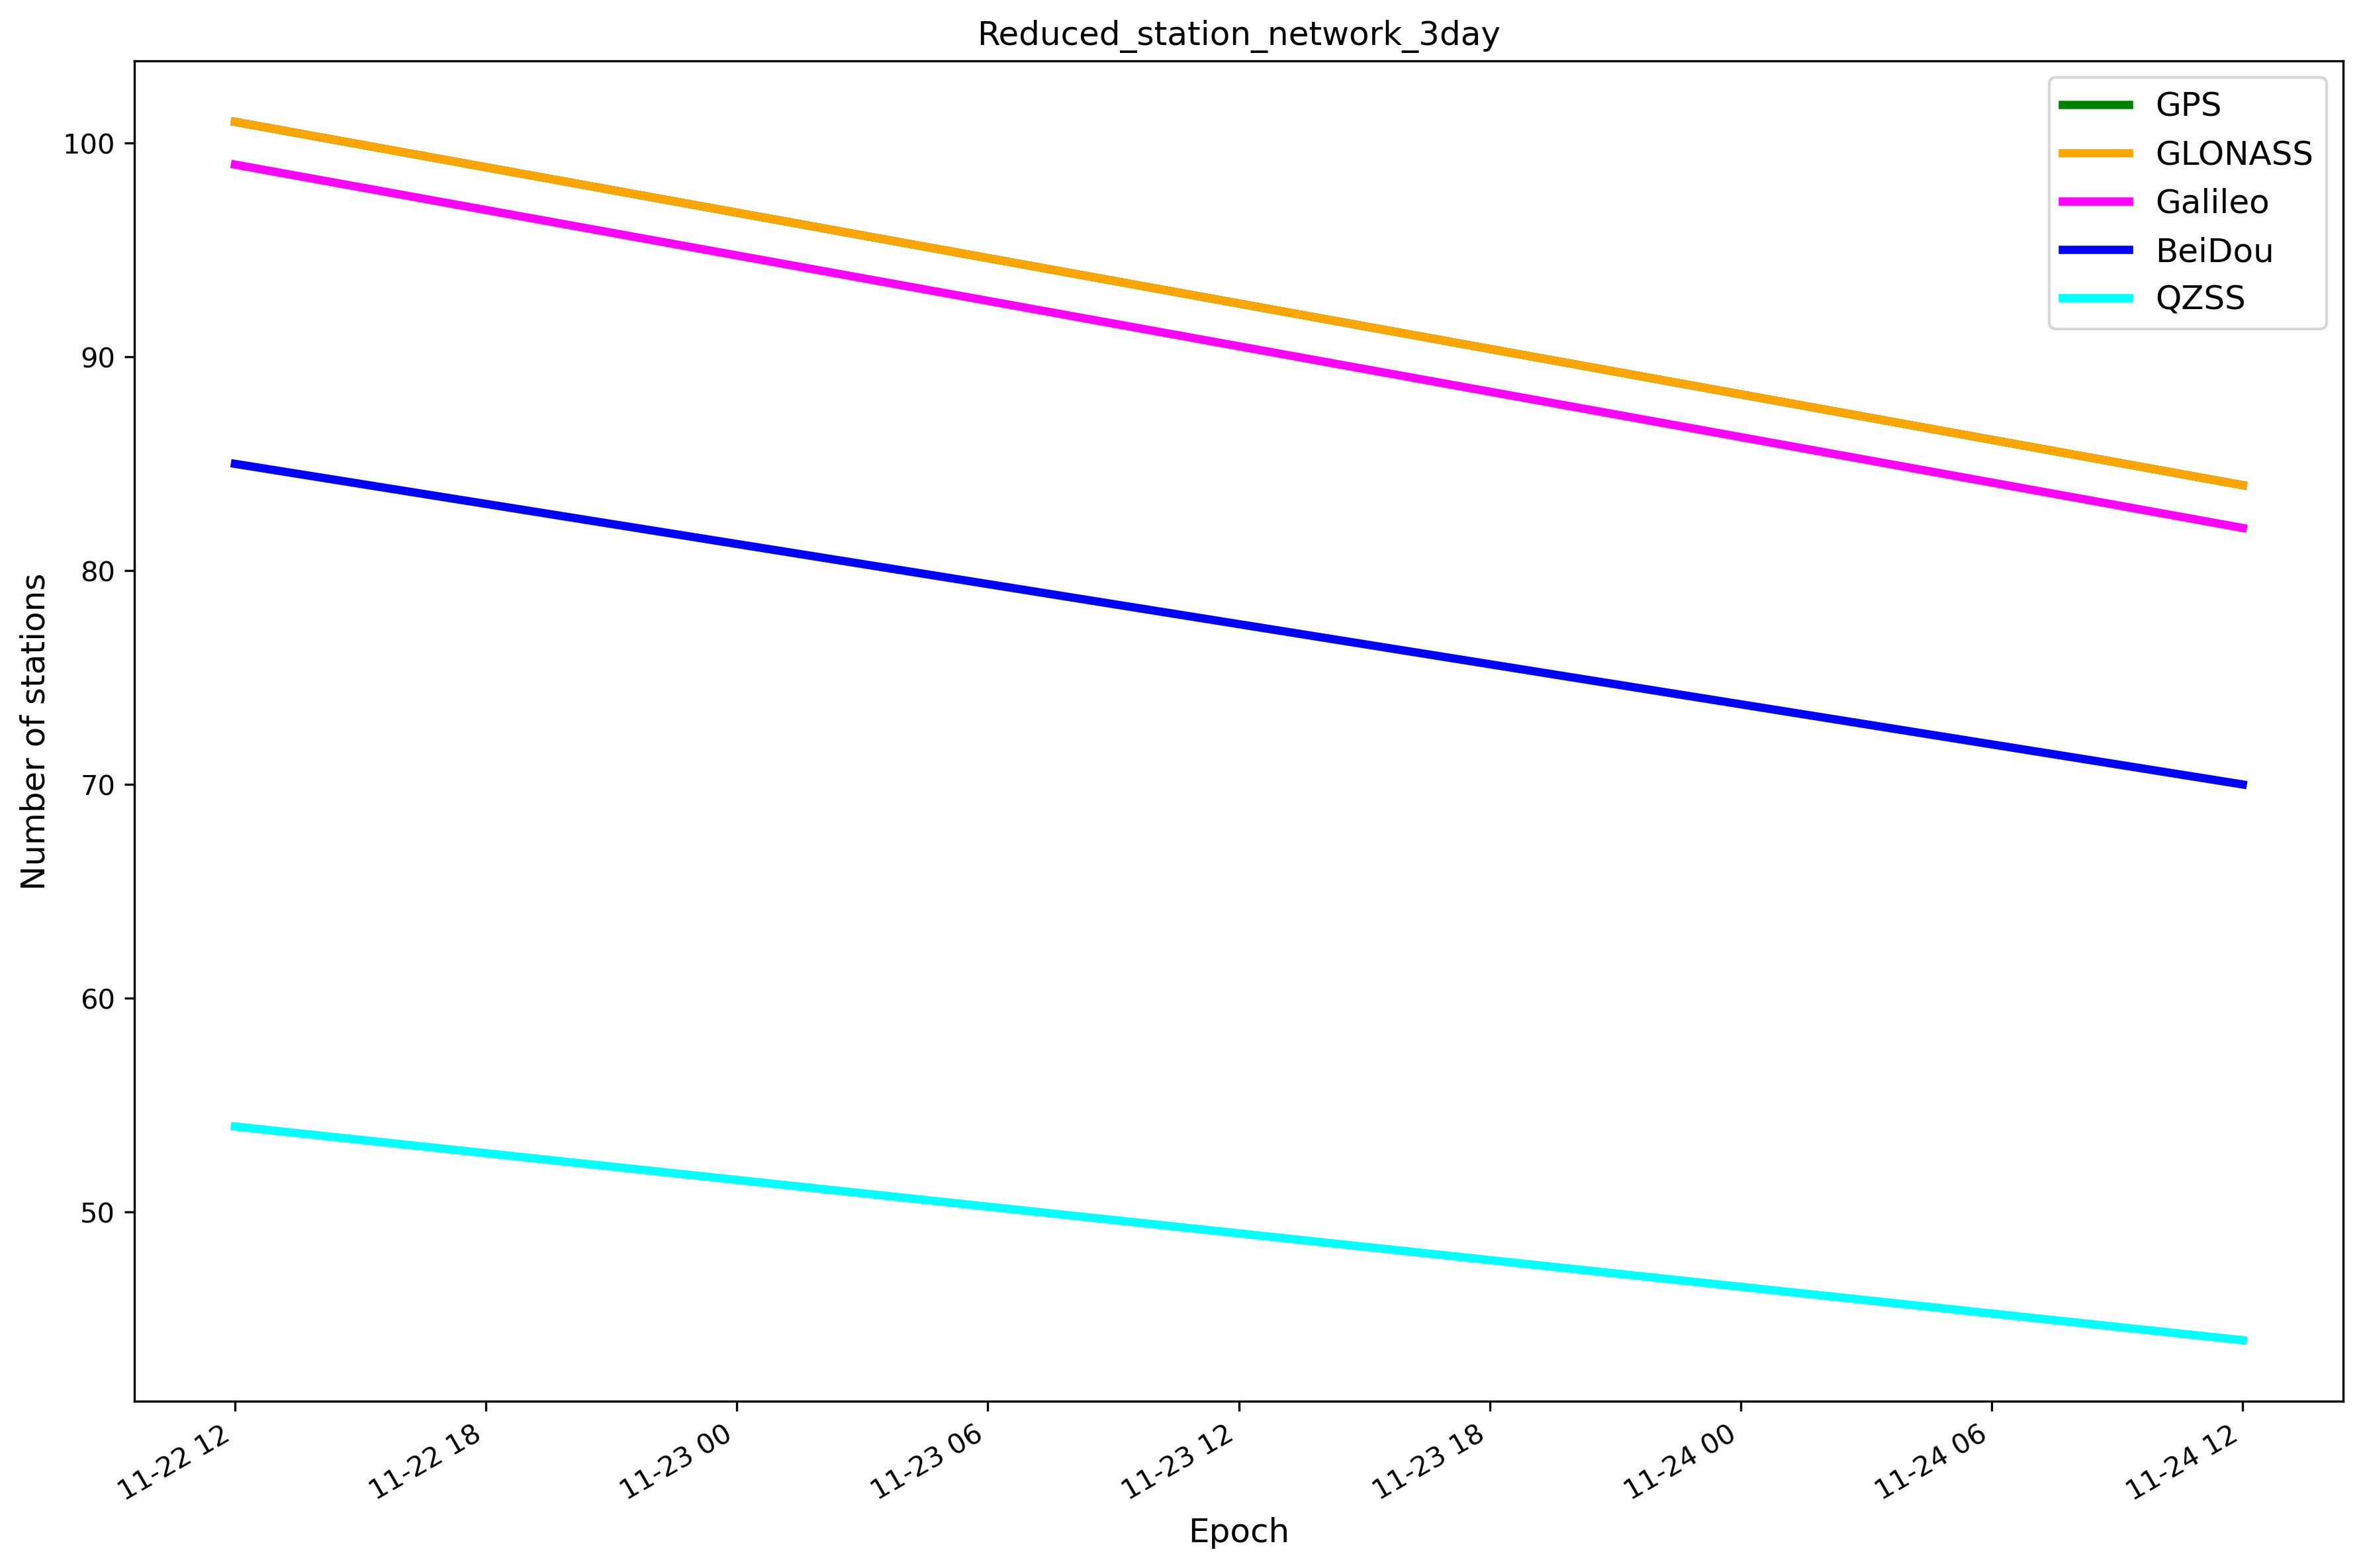 Reduced_station_network_3day
GPS
GLONASS
Galileo
BeiDou
QZSS
100
90
80
70
60
50
Number of stations
11-22 12
11-22 18
11-23 00
11-23 06
11-23 12
11-23 18
11-24 00
11-24 06
11-24 12
Epoch